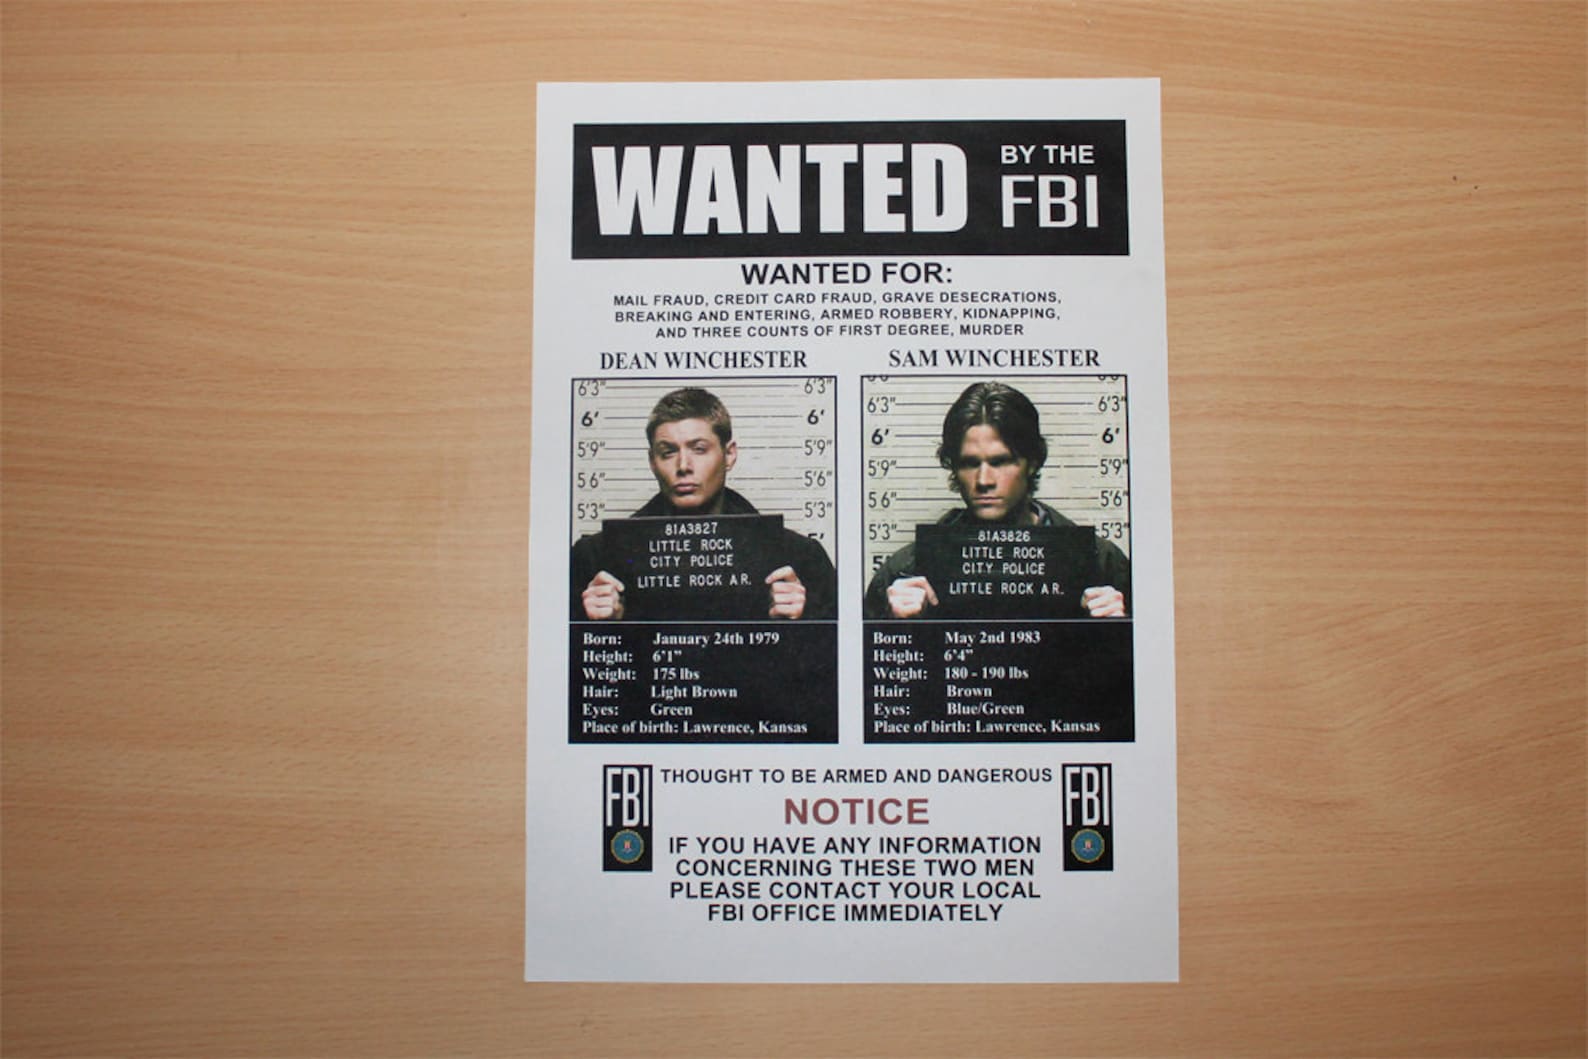 WANTED BY THE FBI
WANTED FOR:
MAIL FRAUD, CREDIT CARD FRAUD, GRAVE DESECRATIONS,
BREAKING AND ENTERING, ARMED ROBBERY, KIDNAPPING,
AND THREE COUNTS OF FIRST DEGREE, MURDER
DEAN WINCHESTER
6'3" 6'3"
6' 6'
5'9" 5'9"
5 6" 5'6"
5'3" 5'3"
5'
81A3827
LITTLE ROCK
CITY POLICE
LITTLE ROCK A R.
Born: January 24th 1979
Height: 6’1”
Weight: 175 lbs
Hair: Light Brown
Eyes: Green
Place of birth: Lawrence, Kansas
SAM WINCHESTER
6'3" 6'3"
6' 6'
5'9" 5'9"
5 6" 5'6"
5'3" 5'3"
81A3826
LITTLE ROCK
CITY POLICE
LITTLE ROCK A R.
Born: May 2nd 1983
Height: 6’4”
Weight: 180 - 190 lbs
Hair: Brown
Eyes: Blue/Green
Place of birth: Lawrence, Kansas
FBI THOUGHT TO BE ARMED AND DANGEROUS FBI
NOTICE
IF YOU HAVE ANY INFORMATION
CONCERNING THESE TWO MEN
PLEASE CONTACT YOUR LOCAL
FBI OFFICE IMMEDIATELY